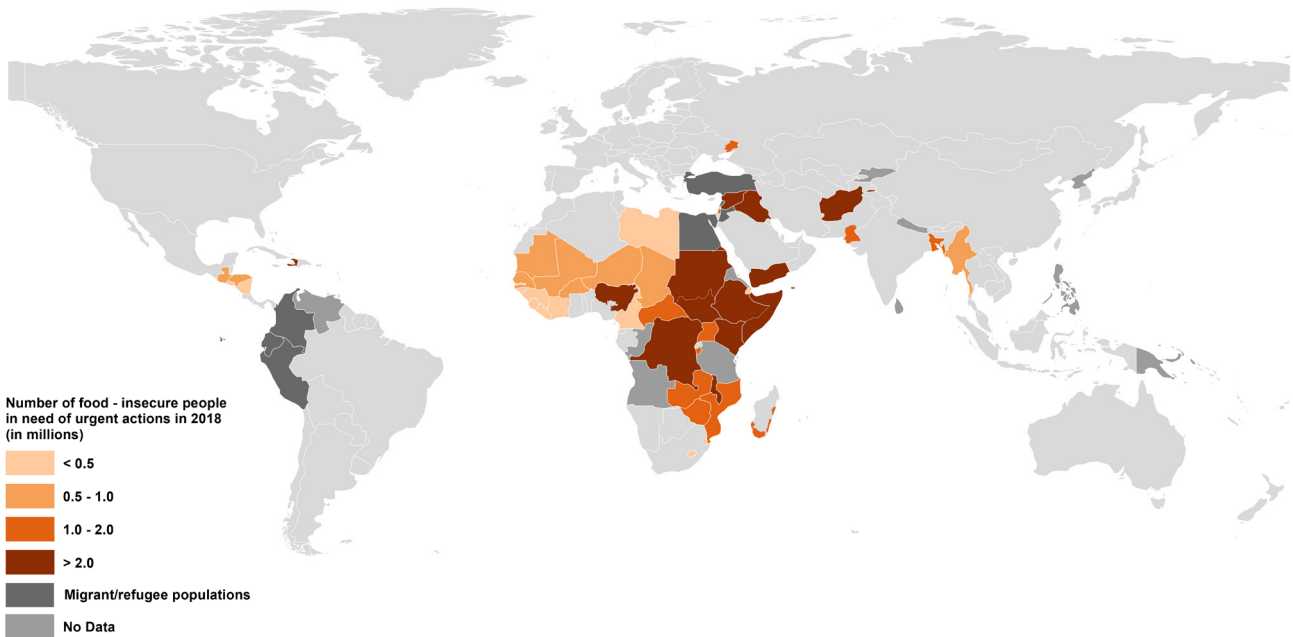 Number of food - insecure people
in need of urgent actions in 2018
(in millions)
< 0.5
0.5 - 1.0
1.0 - 2.0
> 2.0
Migrant/refugee populations
No Data